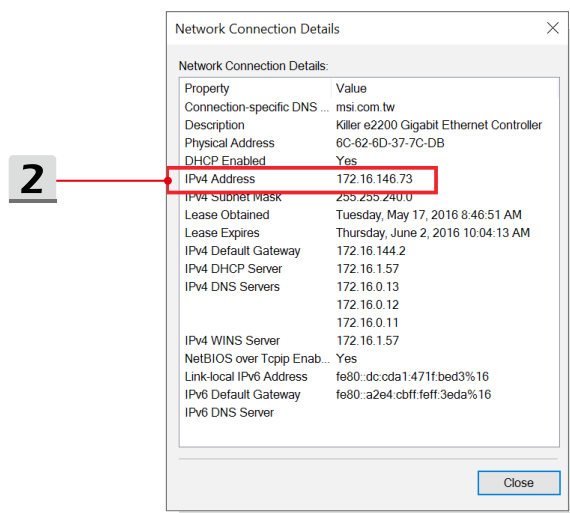 Network Connection Details
Network Connection Details:
Property Value
Connection-specific DNS ... msi.com.tw
Description Killer e2200 Gigabit Ethernet Controller
Physical Address 6C-62-6D-37-7C-DB
DHCP Enabled Yes
2
IPv4 Address 172.16.146.73
IPv4 Subnet Mask 255.255.240.0
Lease Obtained Tuesday, May 17, 2016 8:46:51 AM
Lease Expires Thursday, June 2, 2016 10:04:13 AM
IPv4 Default Gateway 172.16.144.2
IPv4 DHCP Server 172.16.1.57
IPv4 DNS Servers 172.16.0.13
172.16.0.12
172.16.0.11
IPv4 WINS Server 172.16.1.57
NetBIOS over Tcpip Enab... Yes
Link-local IPv6 Address fe80::dc:cda1:471f:bed3%16
IPv6 Default Gateway fe80::a2e4:cbff:feff:3eda%16
IPv6 DNS Server
Close